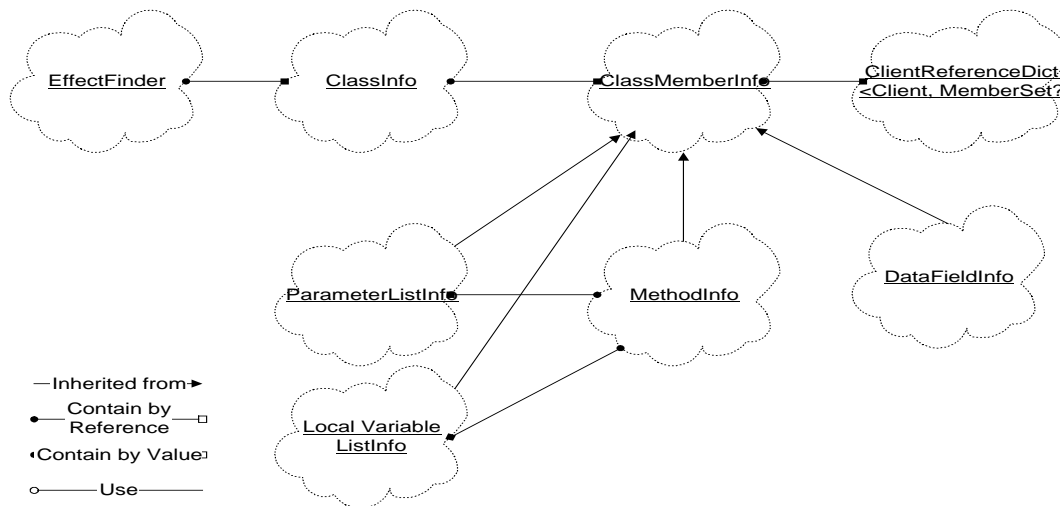 EffectFinder
ClassInfo
ClassMemberInfo
ClientReferenceDict
<Client, MemberSet?
ParameterListInfo
MethodInfo
DataFieldInfo
Local Variable
ListInfo
Inherited from
Contain by
Reference
Contain by Value
Use